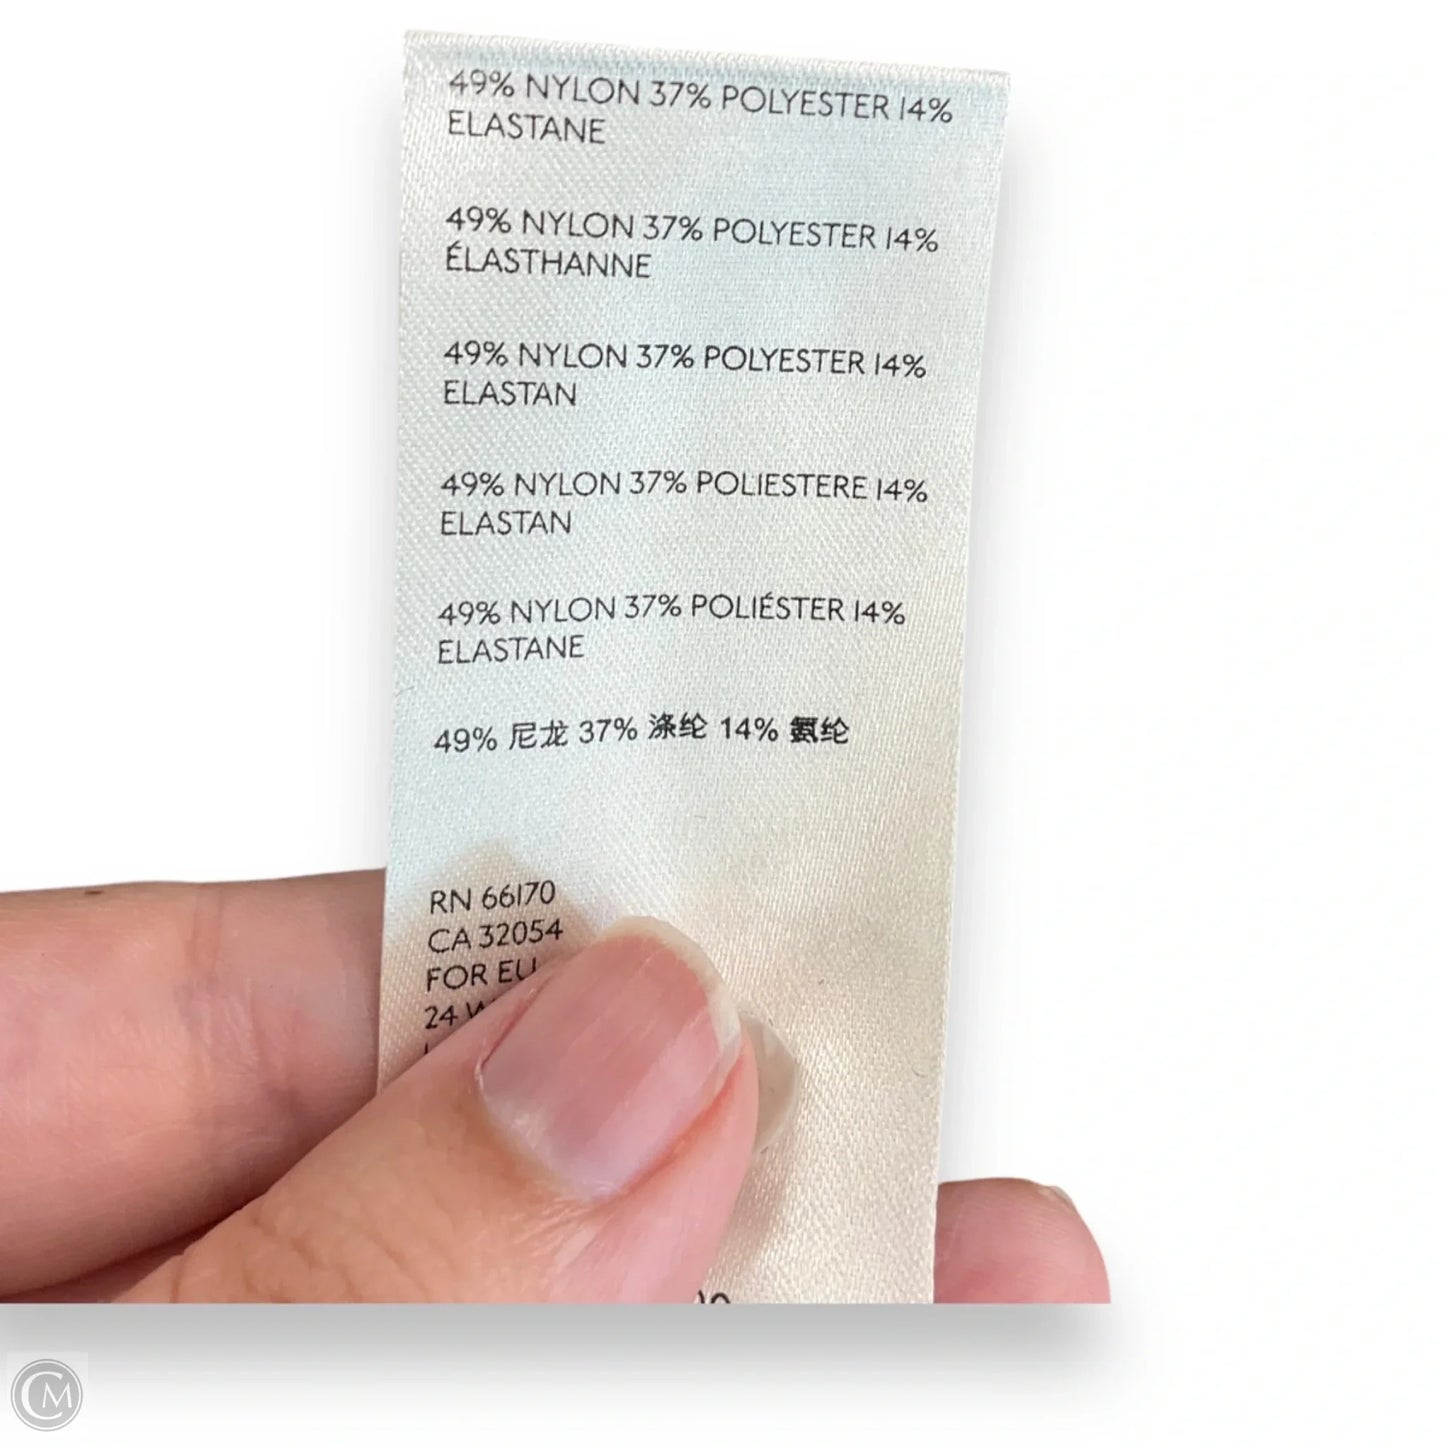 49% NYLON 37% POLYESTER 14%
ELASTANE
49% NYLON 37% POLYESTER 14%
ÉLASTHANNE
49% NYLON 37% POLYESTER 14%
ELASTAN
49% NYLON 37% POLIESTERE 14%
ELASTAN
49% NYLON 37% POLIÉSTER 14%
ELASTANE
49% 尼龙 37% 涤纶 14% 氨纶
RN 66170
CA 32054
FOR EU
24
CM